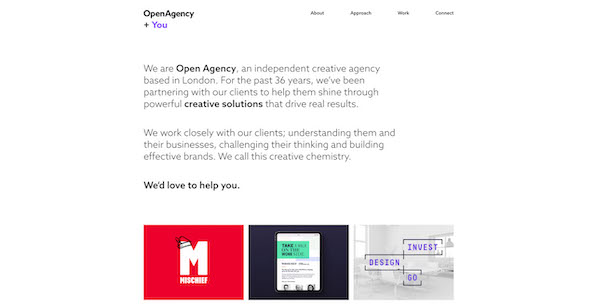 OpenAgency
+ You
About Approach Work Connect
We are Open Agency, an independent creative agency
based in London. For the past 36 years, we've been
partnering with our clients to help them shine through
powerful creative solutions that drive real results.
We work closely with our clients; understanding them and
their businesses, challenging their thinking and building
effective brands. We call this creative chemistry.
We'd love to help you.
M
MISCHIEF
TAKE
ON THE
INVEST
DESIGN
GO